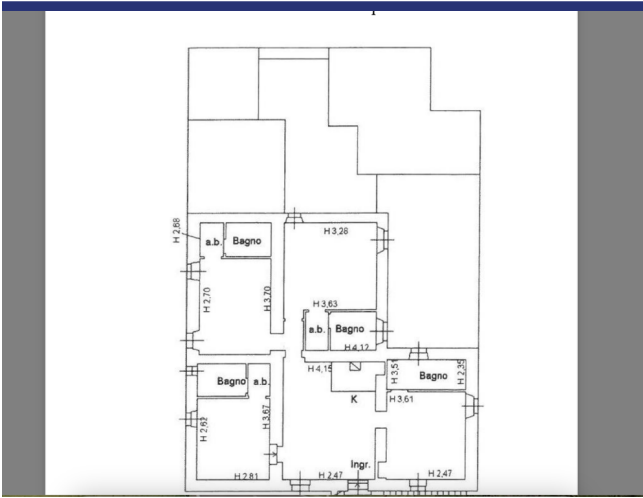 H 3,28
H 2,68
a.b.
Bagno
H 2,70
H 3,70
H 3,63
a.b.
Bagno
H 4,12
H 4,15
H 3,51
Bagno
H 2,35
Bagno
a.b.
K
H 3,61
H 2,62
H 3,67
Ingr.
H 2,81
H 2,47
H 2,47